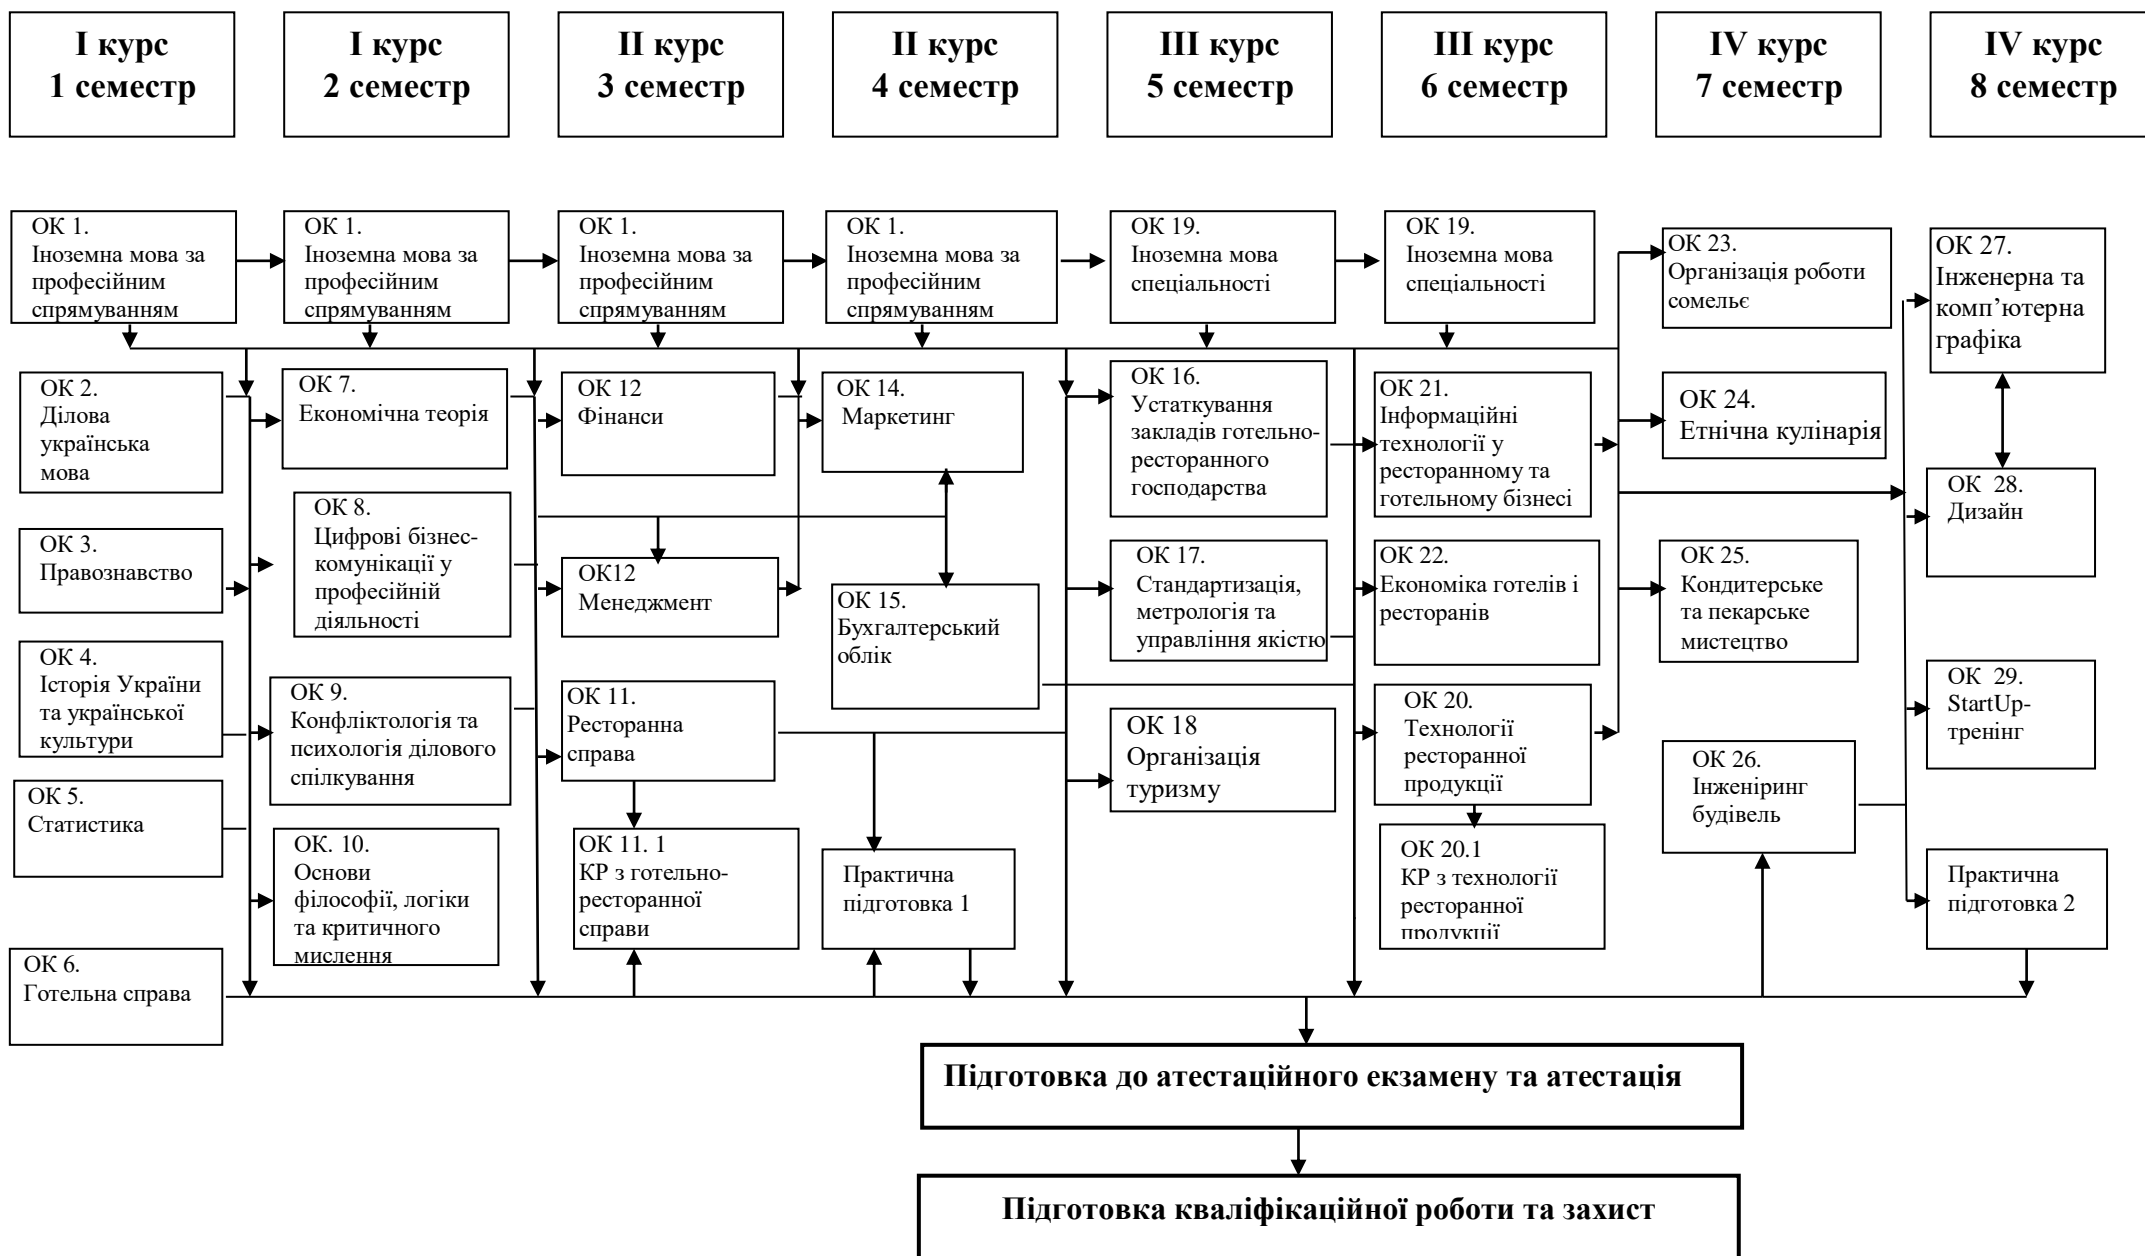 І курс
1 семестр
І курс
2 семестр
ІІ курс
3 семестр
ІІ курс
4 семестр
ІІІ курс
5 семестр
ІІІ курс
6 семестр
ІV курс
7 семестр
ІV курс
8 семестр
ОК 1.
Іноземна мова за
професійним
спрямуванням
ОК 1.
Іноземна мова за
професійним
спрямуванням
ОК 1.
Іноземна мова за
професійним
спрямуванням
ОК 1.
Іноземна мова за
професійним
спрямуванням
ОК 19.
Іноземна мова
спеціальності
ОК 19.
Іноземна мова
спеціальності
ОК 23.
Організація роботи
сомельє
ОК 27.
Інженерна та
комп’ютерна
графіка
ОК 2.
Ділова
українська
мова
ОК 7.
Економічна теорія
ОК 12
Фінанси
ОК 14.
Маркетинг
ОК 16.
Устаткування
закладів готельно-
ресторанного
господарства
ОК 21.
Інформаційні
технології у
ресторанному та
готельному бізнесі
ОК 24.
Етнічна кулінарія
ОК 28.
Дизайн
ОК 3.
Правознавство
ОК 8.
Цифрові бізнес-
комунікації у
професійній
діяльності
ОК12
Менеджмент
ОК 15.
Бухгалтерський
облік
ОК 17.
Стандартизація,
метрологія та
управління якістю
ОК 22.
Економіка готелів і
ресторанів
ОК 25.
Кондитерське
та пекарське
мистецтво
ОК 29.
StartUp-
тренінг
ОК 4.
Історія України
та української
культури
ОК 9.
Конфліктологія та
психологія ділового
спілкування
ОК 11.
Ресторанна
справа
ОК 18
Організація
туризму
ОК 20.
Технології
ресторанної
продукції
ОК 26.
Інженіринг
будівель
ОК 5.
Статистика
ОК. 10.
Основи
філософії, логіки
та критичного
мислення
ОК 11. 1
КР з готельно-
ресторанної
справи
Практична
підготовка 1
ОК 20.1
КР з технології
ресторанної
продукції
Практична
підготовка 2
ОК 6.
Готельна справа
Підготовка до атестаційного екзамену та атестація
Підготовка кваліфікаційної роботи та захист